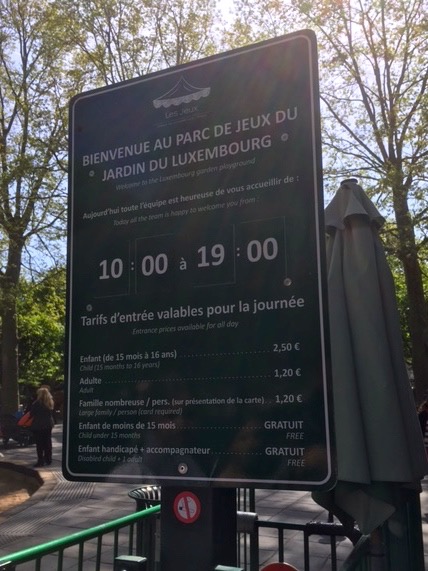 Les Jeux
BIENVENUE AU PARC DE JEUX DU
JARDIN DU LUXEMBOURG
Welcome to the Luxembourg garden playground
Aujourd'hui toute l'équipe est heureuse de vous accueillir de :
Today all the team is happy to welcome you from
10 : 00 à 19 : 00
Tarifs d'entrée valables pour la journée
Entrance prices available for all day
Enfant (de 15 mois à 16 ans) 2,50 €
Child (15 months to 16 years)
Adulte 1,20 €
Adult
Famille nombreuse / pers. (sur présentation de la carte) 1,20 €
Large family / person (card required)
Enfant de moins de 15 mois GRATUIT
Child under 15 months FREE
Enfant handicapé + accompagnateur GRATUIT
Disabled child + 1 adult FREE